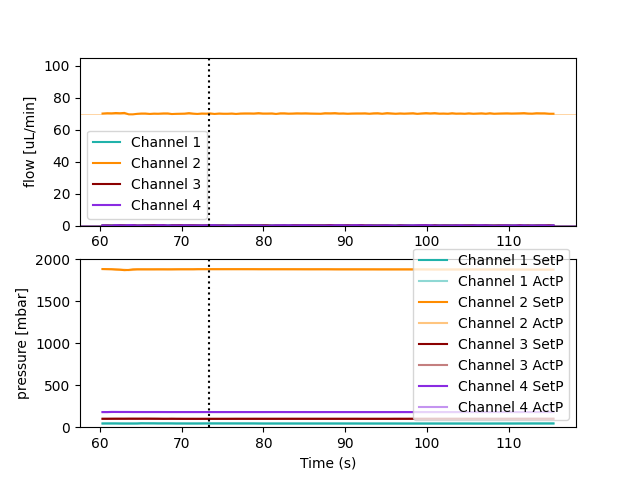 100
80
60
40
20
0
flow [uL/min]
Channel 1
Channel 2
Channel 3
Channel 4
60 70 80 90 100 110
2000
1500
1000
500
0
pressure [mbar]
Channel 1 SetP
Channel 1 ActP
Channel 2 SetP
Channel 2 ActP
Channel 3 SetP
Channel 3 ActP
Channel 4 SetP
Channel 4 ActP
60 70 80 90 100 110
Time (s)